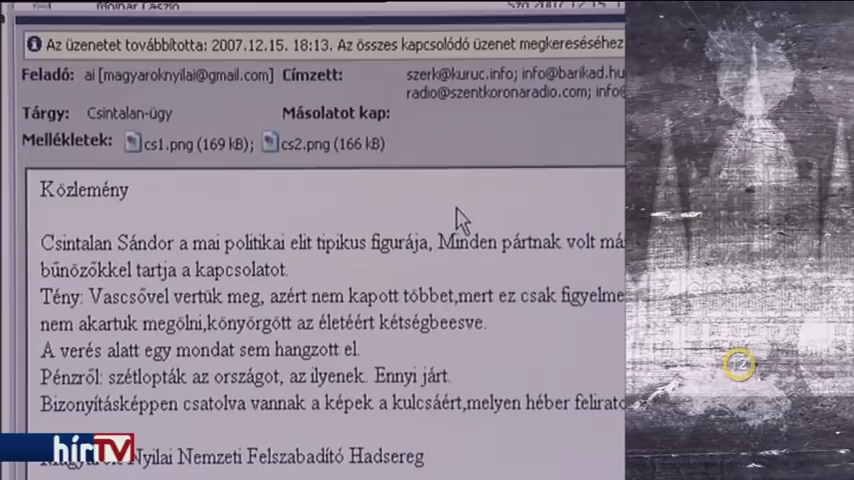 Az üzenetet továbbította: 2007.12.15. 18:13. Az összes kapcsolódó üzenet megkereséséhez
Feladó: ai [magyaroknyilai@gmail.com] Címzett: szerk@kuruc.info; info@barikad.hu
radio@szentkoronaradio.com; info@
Tárgy: Csintalan-ügy Másolatot kap:
Mellékletek: cs1.png (169 kB); cs2.png (166 kB)
Közlemény
Csintalan Sándor a mai politikai elit tipikus figurája, Minden pártnak volt má
bűnözőkkel tartja a kapcsolatot.
Tény: Vascsővel vertük meg, azért nem kapott többet,mert ez csak figyelme
nem akartuk megölni,könyörgött az életéért kétségbeesve.
A verés alatt egy mondat sem hangzott el.
Pénzről: szétlopták az országot, az ilyenek. Ennyi járt.
Bizonyításképpen csatolva vannak a képek a kulcsáért,melyen héber felirato
Nyilai Nemzeti Felszabadító Hadsereg
hírTV
12